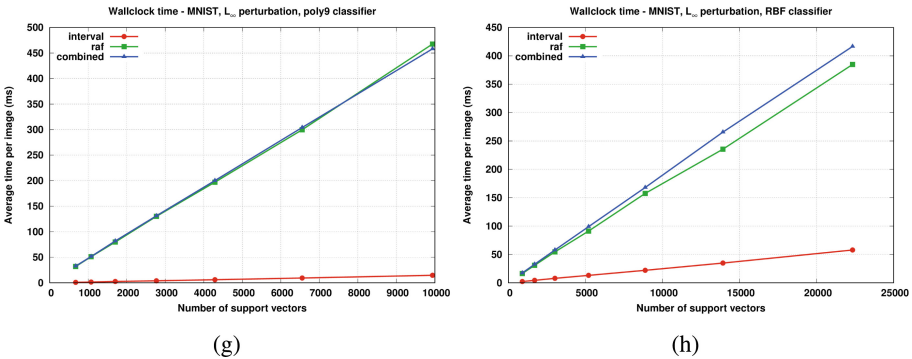 Wallclock time - MNIST, L∞ perturbation, poly9 classifier
500
450
400
350
300
250
200
150
100
50
0
interval
raf
combined
Average time per image (ms)
0 1000 2000 3000 4000 5000 6000 7000 8000 9000 10000
Number of support vectors
(g)
Wallclock time - MNIST, L∞ perturbation, RBF classifier
450
400
350
300
250
200
150
100
50
0
interval
raf
combined
Average time per image (ms)
0 5000 10000 15000 20000 25000
Number of support vectors
(h)